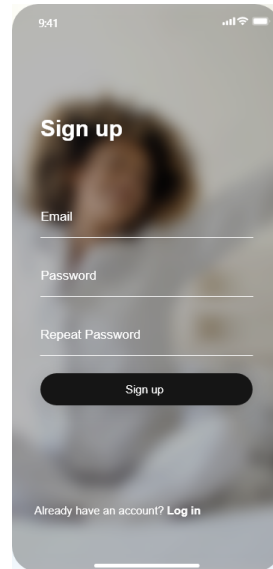 9:41
Sign up
Email
Password
Repeat Password
Sign up
Already have an account? Log in